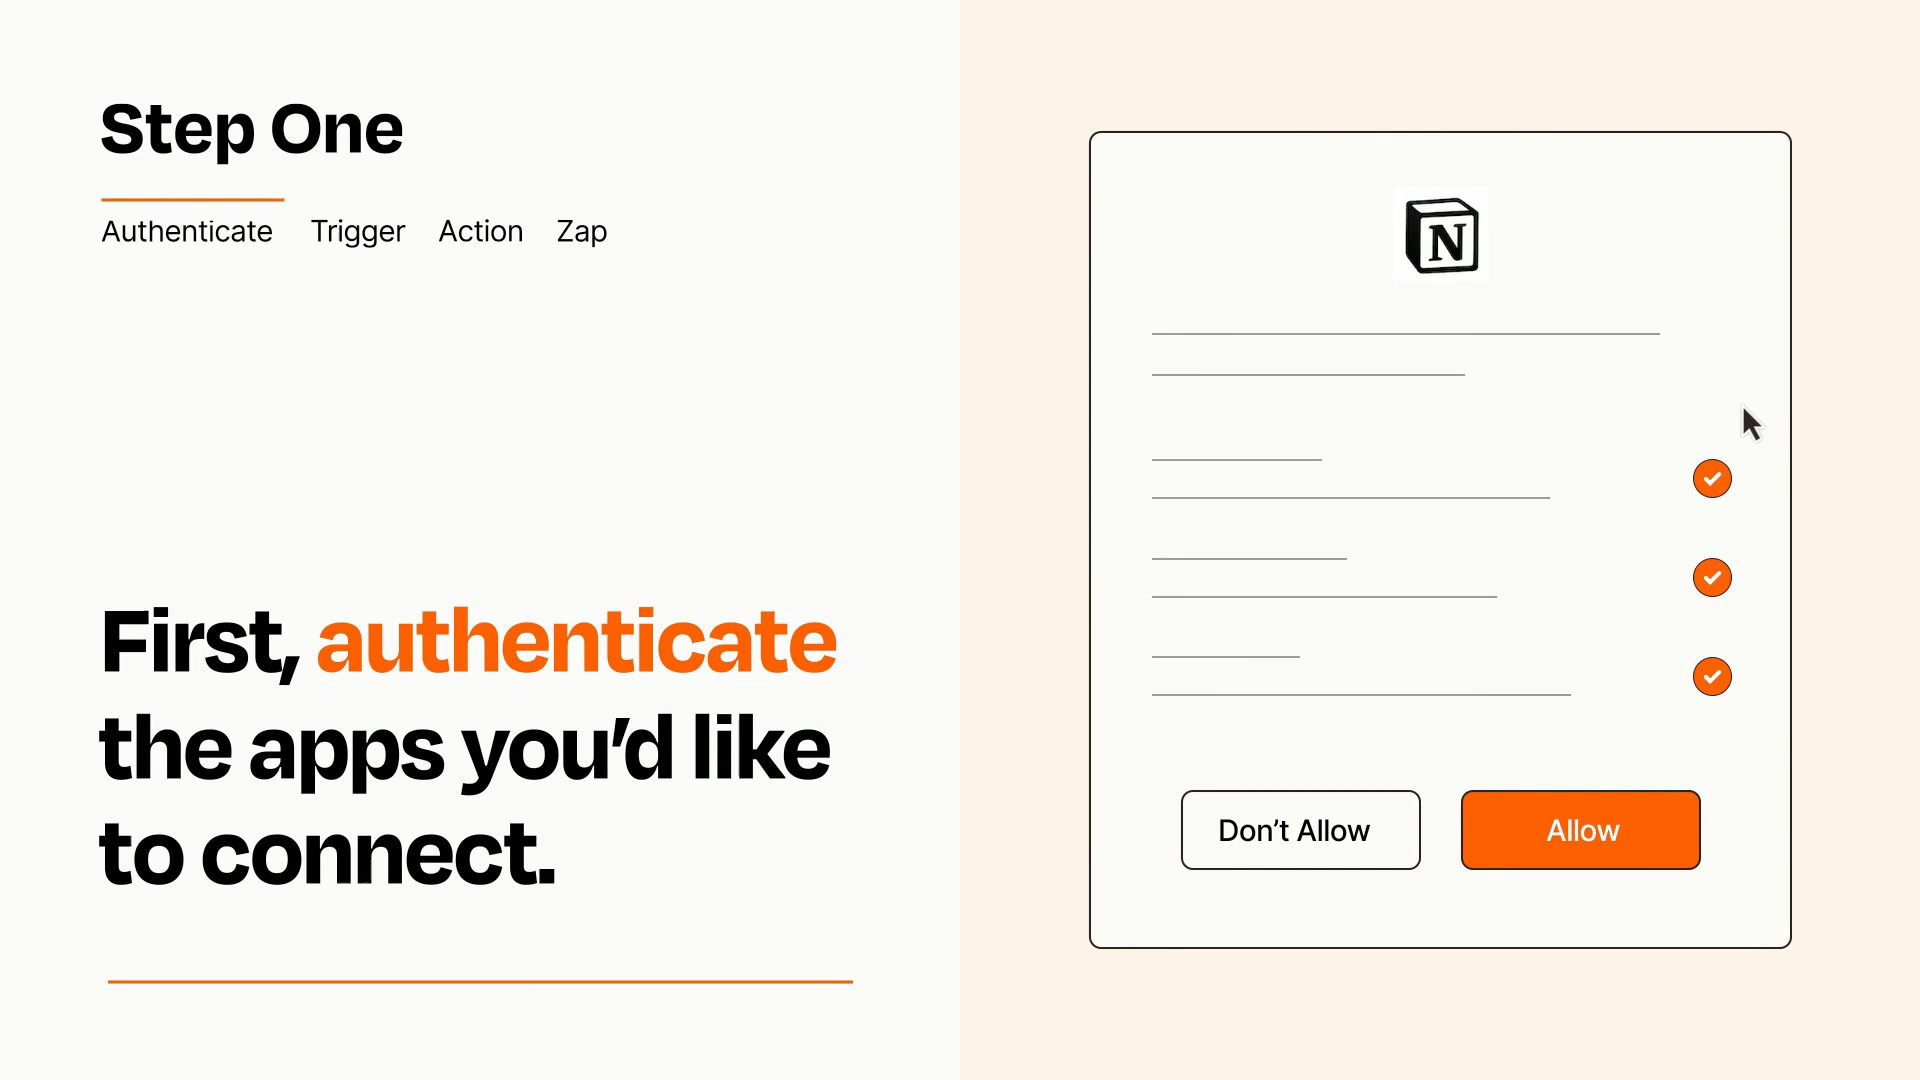 Step One
Authenticate Trigger Action Zap
First, authenticate
the apps you’d like
to connect.
N
Don’t Allow Allow